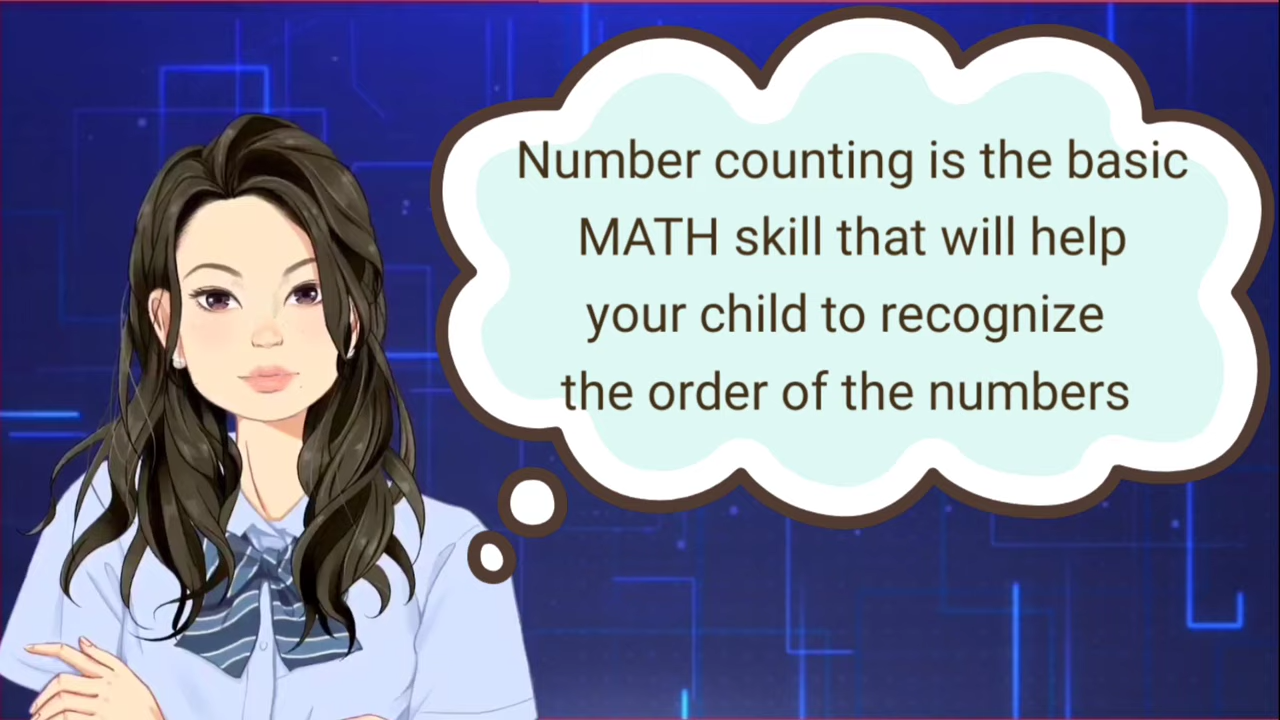 Number counting is the basic
MATH skill that will help
your child to recognize
the order of the numbers